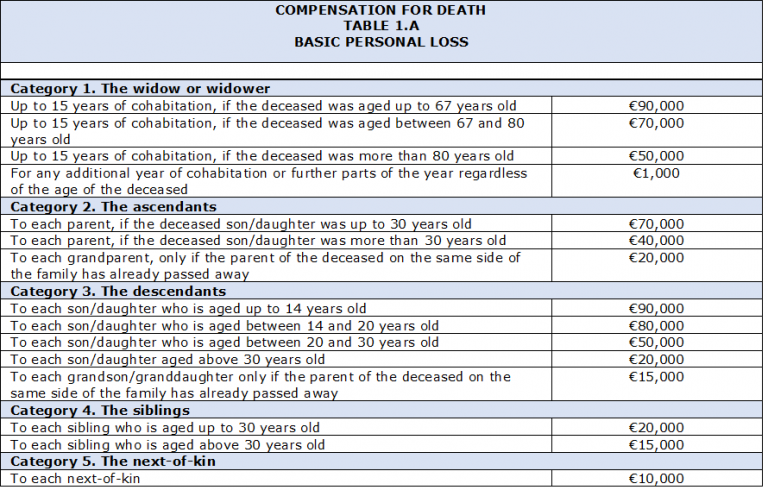 COMPENSATION FOR DEATH
TABLE 1.A
BASIC PERSONAL LOSS
Category 1. The widow or widower
Up to 15 years of cohabitation, if the deceased was aged up to 67 years old €90,000
Up to 15 years of cohabitation, if the deceased was aged between 67 and 80 €70,000
years old
Up to 15 years of cohabitation, if the deceased was more than 80 years old €50,000
For any additional year of cohabitation or further parts of the year regardless €1,000
of the age of the deceased
Category 2. The ascendants
To each parent, if the deceased son/daughter was up to 30 years old €70,000
To each parent, if the deceased son/daughter was more than 30 years old €40,000
To each grandparent, only if the parent of the deceased on the same side of €20,000
the family has already passed away
Category 3. The descendants
To each son/daughter who is aged up to 14 years old €90,000
To each son/daughter who is aged between 14 and 20 years old €80,000
To each son/daughter who is aged between 20 and 30 years old €50,000
To each son/daughter aged above 30 years old €20,000
To each grandson/granddaughter only if the parent of the deceased on the €15,000
same side of the family has already passed away
Category 4. The siblings
To each sibling who is aged up to 30 years old €20,000
To each sibling who is aged above 30 years old €15,000
Category 5. The next-of-kin
To each next-of-kin €10,000